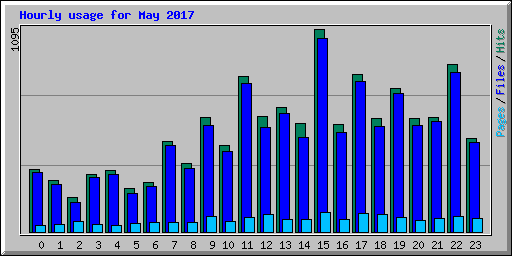 Hourly usage for May 2017
1095
Pages/Files/Hits
0 1 2 3 4 5 6 7 8 9 10 11 12 13 14 15 16 17 18 19 20 21 22 23